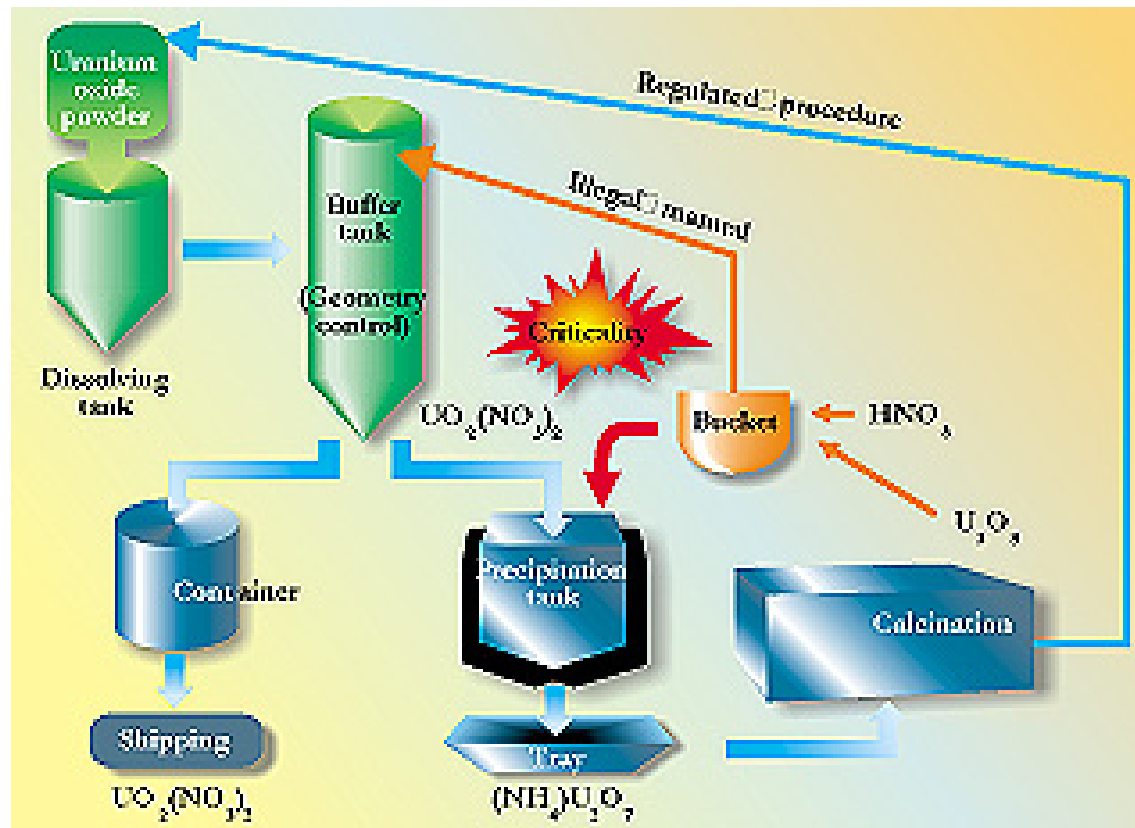 Uranium
oxide
powder
Regulated□ procedure
Buffer
tank
(Geometry
control)
Illegal□ manual
Criticality
Dissolving
tank
UO₂(NO₃)₂
Bucket
HNO₃
U₃O₈
Container
Precipitation
tank
Calcination
Shipping
Tray
UO₂(NO₃)₂
(NH₄)U₂O₇